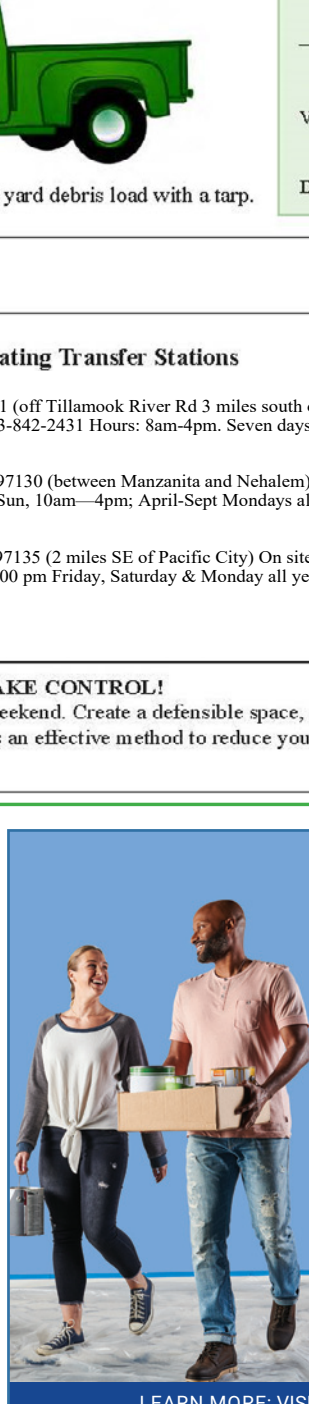 yard debris load with a tarp.
ating Transfer Stations
1 (off Tillamook River Rd 3 miles south
3-842-2431 Hours: 8am-4pm. Seven days
97130 (between Manzanita and Nehalem)
Sun, 10am—4pm; April-Sept Mondays al
97135 (2 miles SE of Pacific City) On site
00 pm Friday, Saturday & Monday all ye
AKE CONTROL!
eekend. Create a defensible space,
s an effective method to reduce you
LEARN MORE: VISI